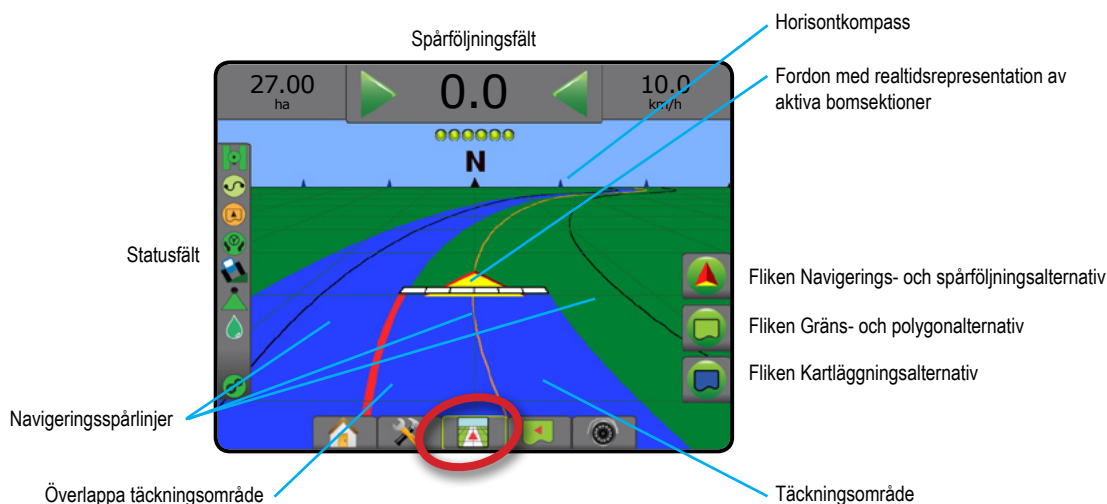 Horisontkompass
Spårföljningsfält
Fordon med realtidsrepresentation av
aktiva bomsektioner
27.00
ha
0.0
10.0
km/h
N
Statusfält
Fliken Navigerings- och spårföljningsalternativ
Fliken Gräns- och polygonalternativ
Fliken Kartläggningsalternativ
Navigeringsspårlinjer
Överlappa täckningsområde
Täckningsområde